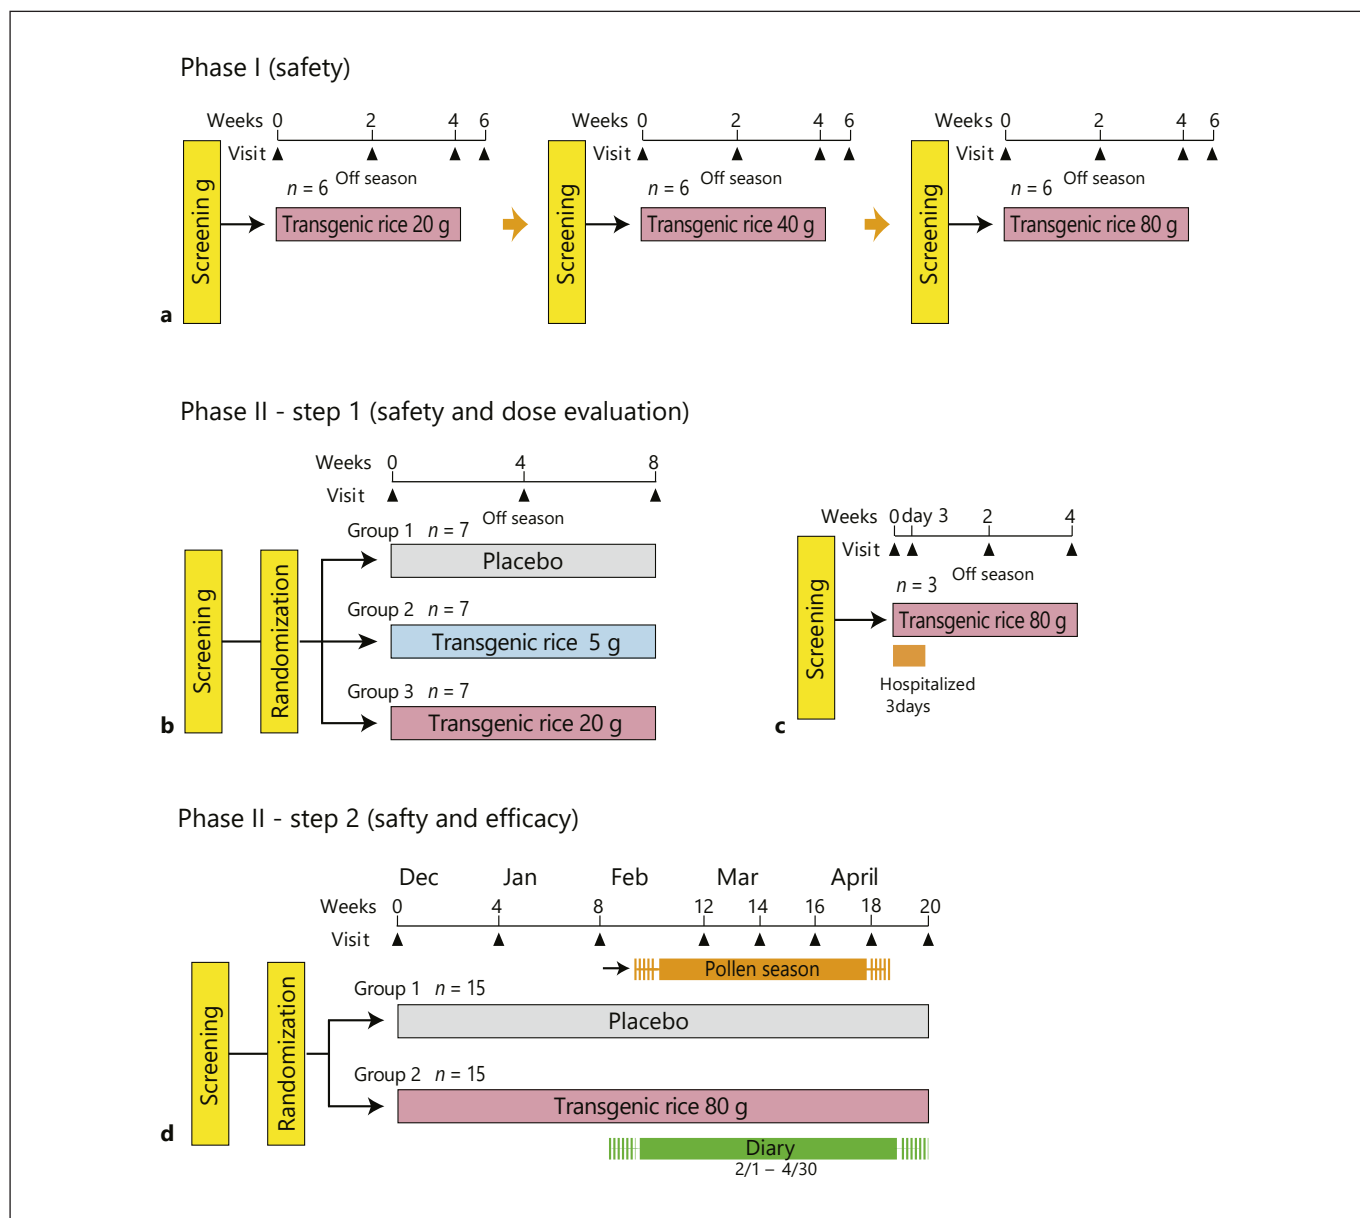 Phase I (safety)
Weeks 0 2 4 6
Visit
Off season
n = 6
Screenin g
Transgenic rice 20 g
Weeks 0 2 4 6
Visit
Off season
n = 6
Screening
Transgenic rice 40 g
Weeks 0 2 4 6
Visit
Off season
n = 6
Screening
Transgenic rice 80 g
a
Phase II - step 1 (safety and dose evaluation)
Weeks 0 4 8
Visit
Off season
Screenin g
Randomization
Group 1 n = 7
Placebo
Group 2 n = 7
Transgenic rice 5 g
Group 3 n = 7
Transgenic rice 20 g
b
Weeks 0 day 3 2 4
Visit
Off season
n = 3
Screening
Transgenic rice 80 g
Hospitalized
3days
c
Phase II - step 2 (safty and efficacy)
Dec Jan Feb Mar April
Weeks 0 4 8 12 14 16 18 20
Visit
Pollen season
Screening
Randomization
Group 1 n = 15
Placebo
Group 2 n = 15
Transgenic rice 80 g
Diary
2/1 – 4/30
d